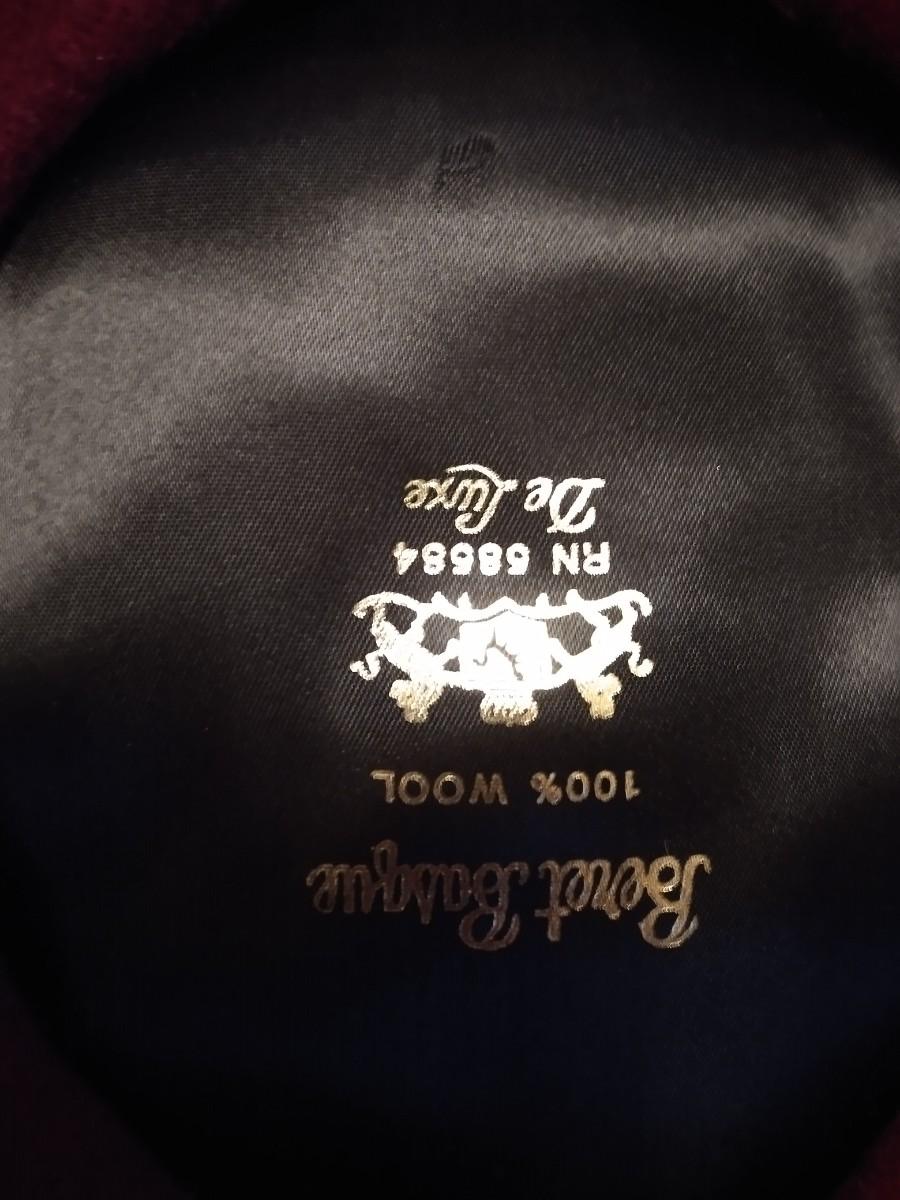 Beret Basque
100% WOOL
RN 58584
De Luxe